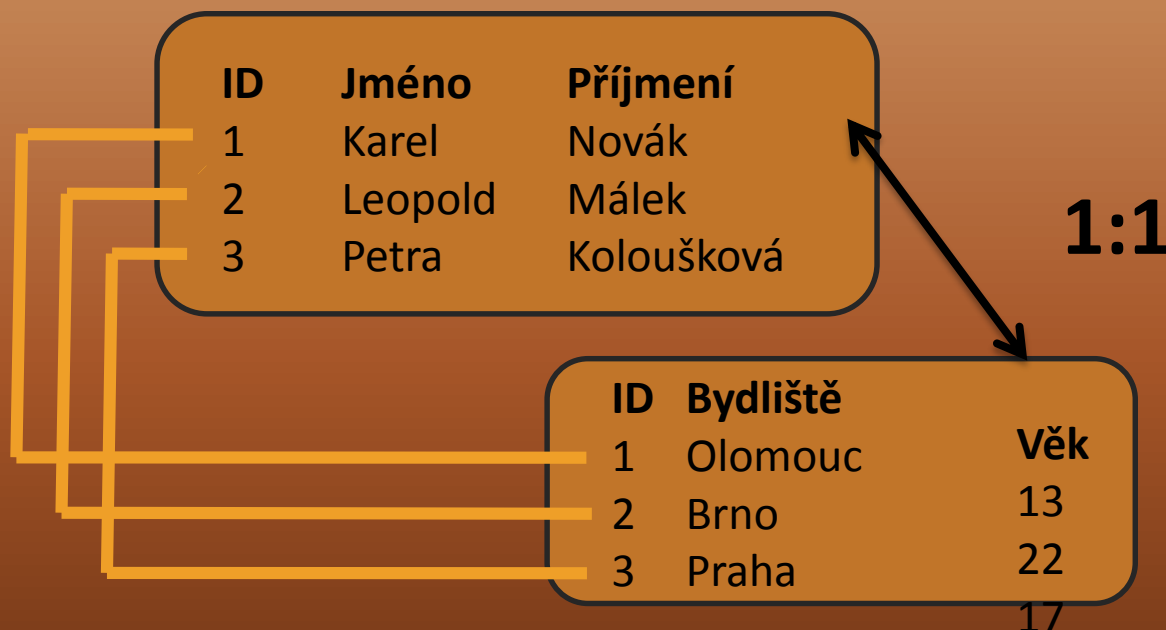 ID Jméno Příjmení
1 Karel Novák
2 Leopold Málek
3 Petra Koloušková
1:1
ID Bydliště
1 Olomouc
2 Brno
3 Praha
Věk
13
22
17